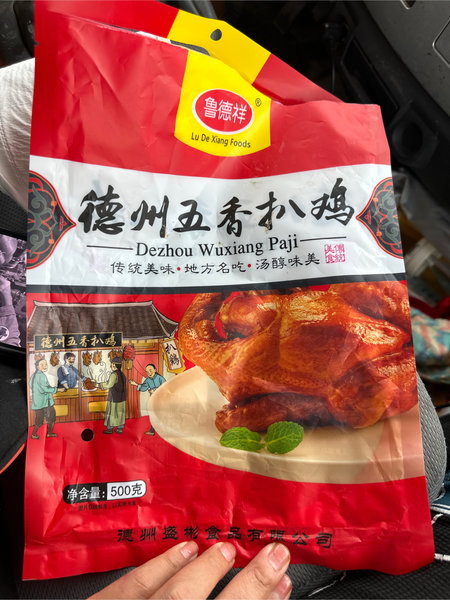 鲁德祥
®
Lu De Xiang Foods
德州五香扒鸡
Dezhou Wuxiang Paji
传统美味·地方名吃·汤醇味美
德州五香扒鸡
扒鸡
净含量: 500克
德州盛彬食品有限公司